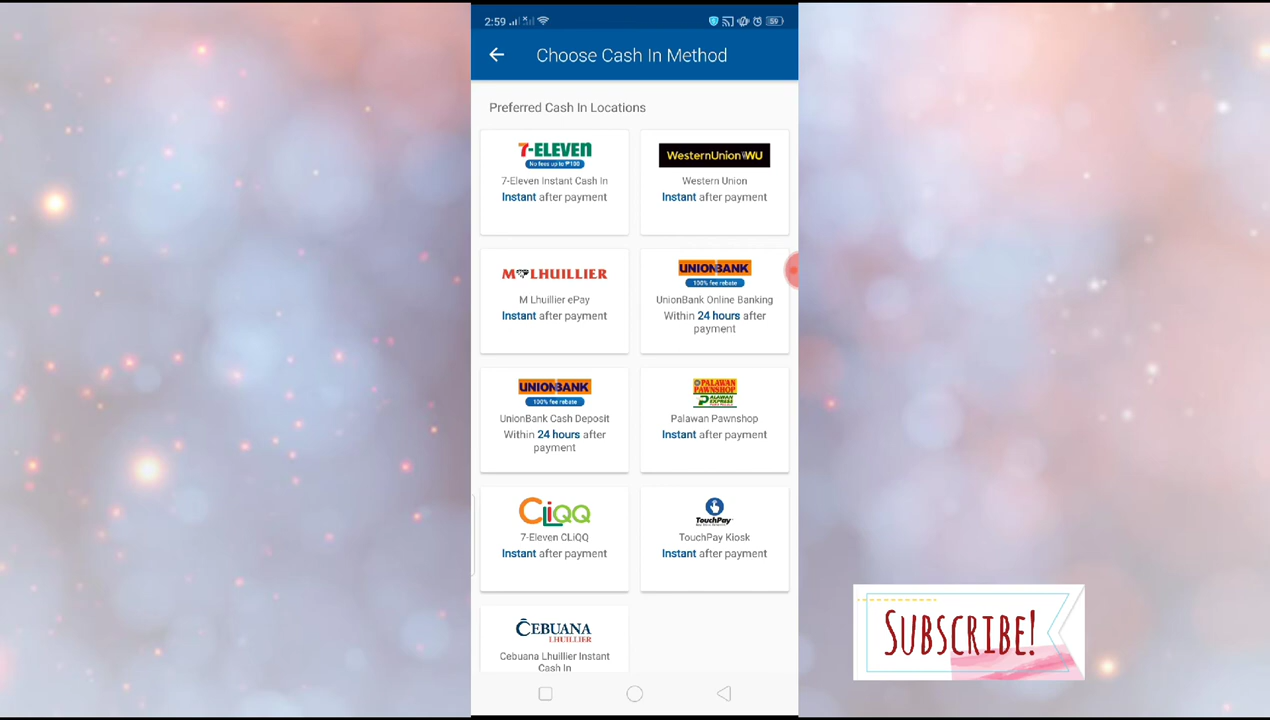 2:59
59
Choose Cash In Method
Preferred Cash In Locations
7-ELEVEN
No fees up to ₱100
7-Eleven Instant Cash In
Instant after payment
WesternUnion WU
Western Union
Instant after payment
M LHUILLIER
M Lhuillier ePay
Instant after payment
UNIONBANK
100% fee rebate
UnionBank Online Banking
Within 24 hours after
payment
UNIONBANK
100% fee rebate
UnionBank Cash Deposit
Within 24 hours after
payment
PALAWAN
PAWNSHOP
PALAWAN
EXPRESS
Palawan Pawnshop
Instant after payment
CLiQQ
7-Eleven CLiQQ
Instant after payment
TouchPay
TouchPay Kiosk
Instant after payment
CEBUANA
LHUILLIER
Cebuana Lhuillier Instant
Cash In
SUBSCRIBE!